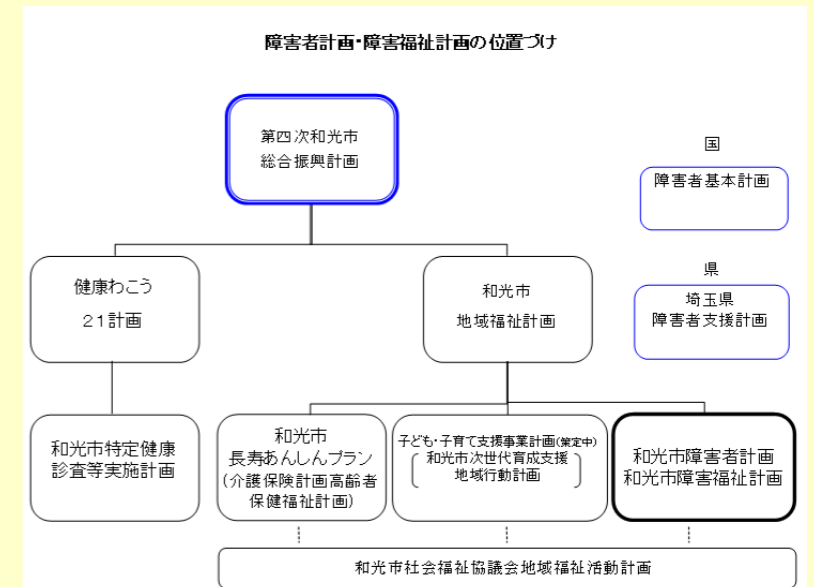 障害者計画・障害福祉計画の位置づけ
第四次和光市
総合振興計画
国
障害者基本計画
県
埼玉県
障害者支援計画
健康わこう
21計画
和光市
地域福祉計画
和光市特定健康
診査等実施計画
和光市
長寿あんしんプラン
(介護保険計画高齢者
保健福祉計画)
子ども・子育て支援事業計画(策定中)
和光市次世代育成支援
地域行動計画
和光市障害者計画
和光市障害福祉計画
和光市社会福祉協議会地域福祉活動計画